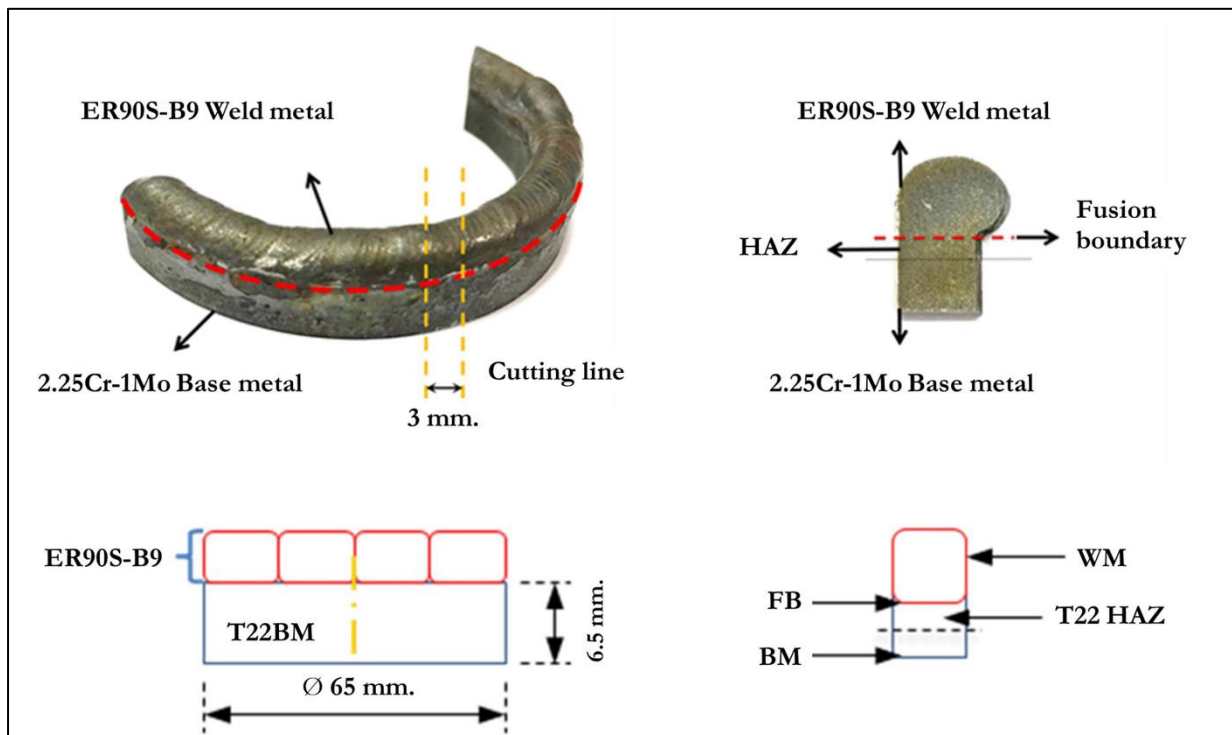 ER90S-B9 Weld metal
2.25Cr-1Mo Base metal
Cutting line
3 mm.
ER90S-B9 Weld metal
HAZ
Fusion
boundary
2.25Cr-1Mo Base metal
ER90S-B9
T22BM
6.5 mm.
Ø 65 mm.
WM
FB
T22 HAZ
BM